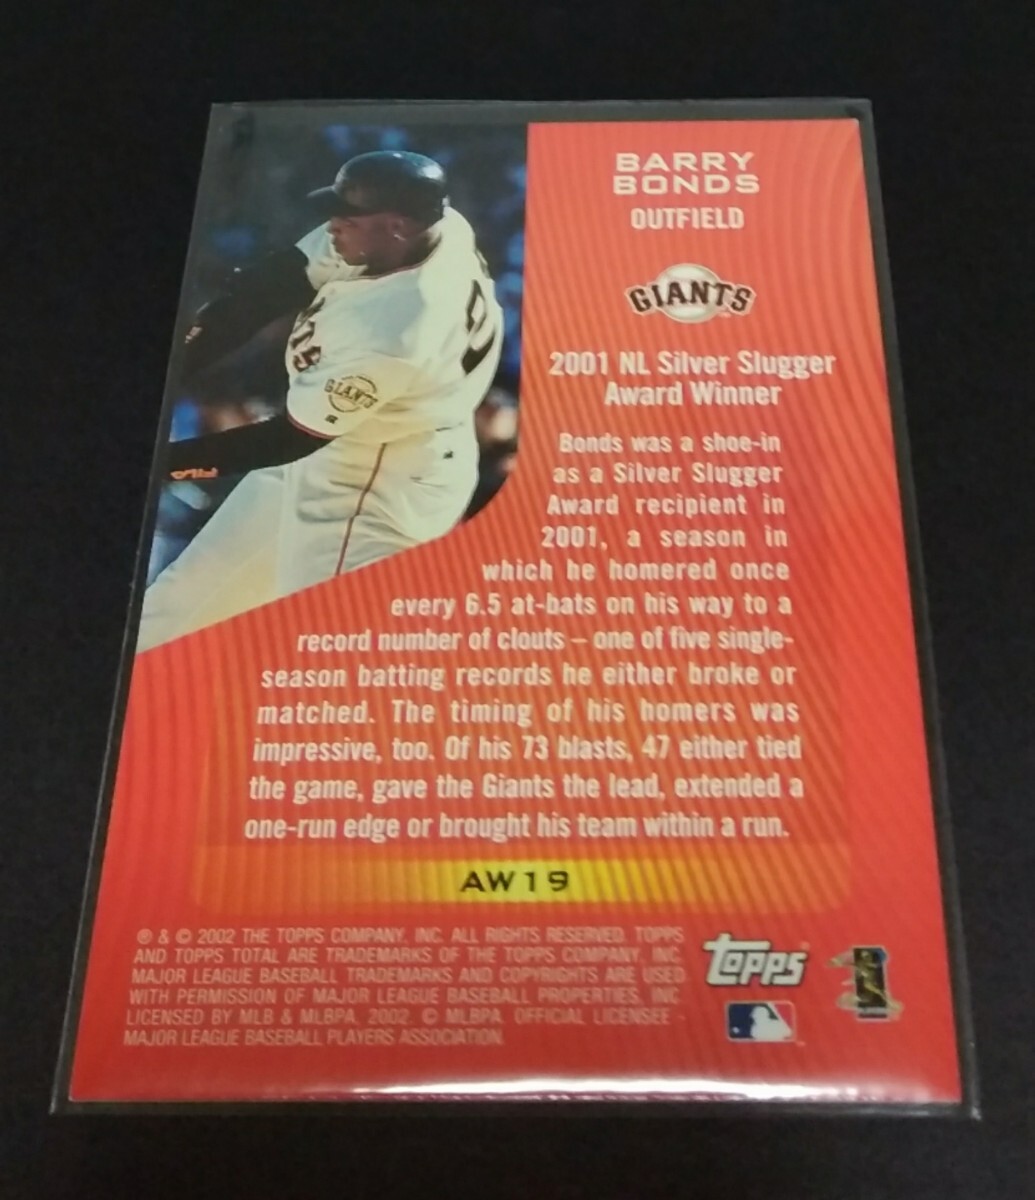 BARRY
BONDS
OUTFIELD
GIANTS
2001 NL Silver Slugger
Award Winner
Bonds was a shoe-in
as a Silver Slugger
Award recipient in
2001, a season in
which he homered once
every 6.5 at-bats on his way to a
record number of clouts – one of five single-
season batting records he either broke or
matched. The timing of his homers was
impressive, too. Of his 73 blasts, 47 either tied
the game, gave the Giants the lead, extended a
one-run edge or brought his team within a run.
AW19
® & © 2002 THE TOPPS COMPANY, INC. ALL RIGHTS RESERVED. TOPPS
AND TOPPS TOTAL ARE TRADEMARKS OF THE TOPPS COMPANY, INC.
MAJOR LEAGUE BASEBALL TRADEMARKS AND COPYRIGHTS ARE USED
WITH PERMISSION OF MAJOR LEAGUE BASEBALL PROPERTIES, INC.
LICENSED BY MLB & MLBPA, 2002. © MLBPA. OFFICIAL LICENSEE -
MAJOR LEAGUE BASEBALL PLAYERS ASSOCIATION.
Topps
GIANTS
FILA